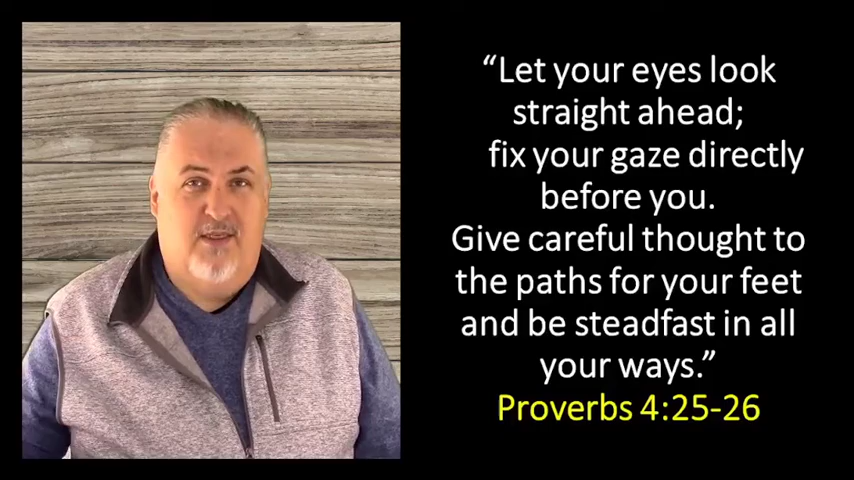 “Let your eyes look
straight ahead;
fix your gaze directly
before you.
Give careful thought to
the paths for your feet
and be steadfast in all
your ways.”
Proverbs 4:25-26